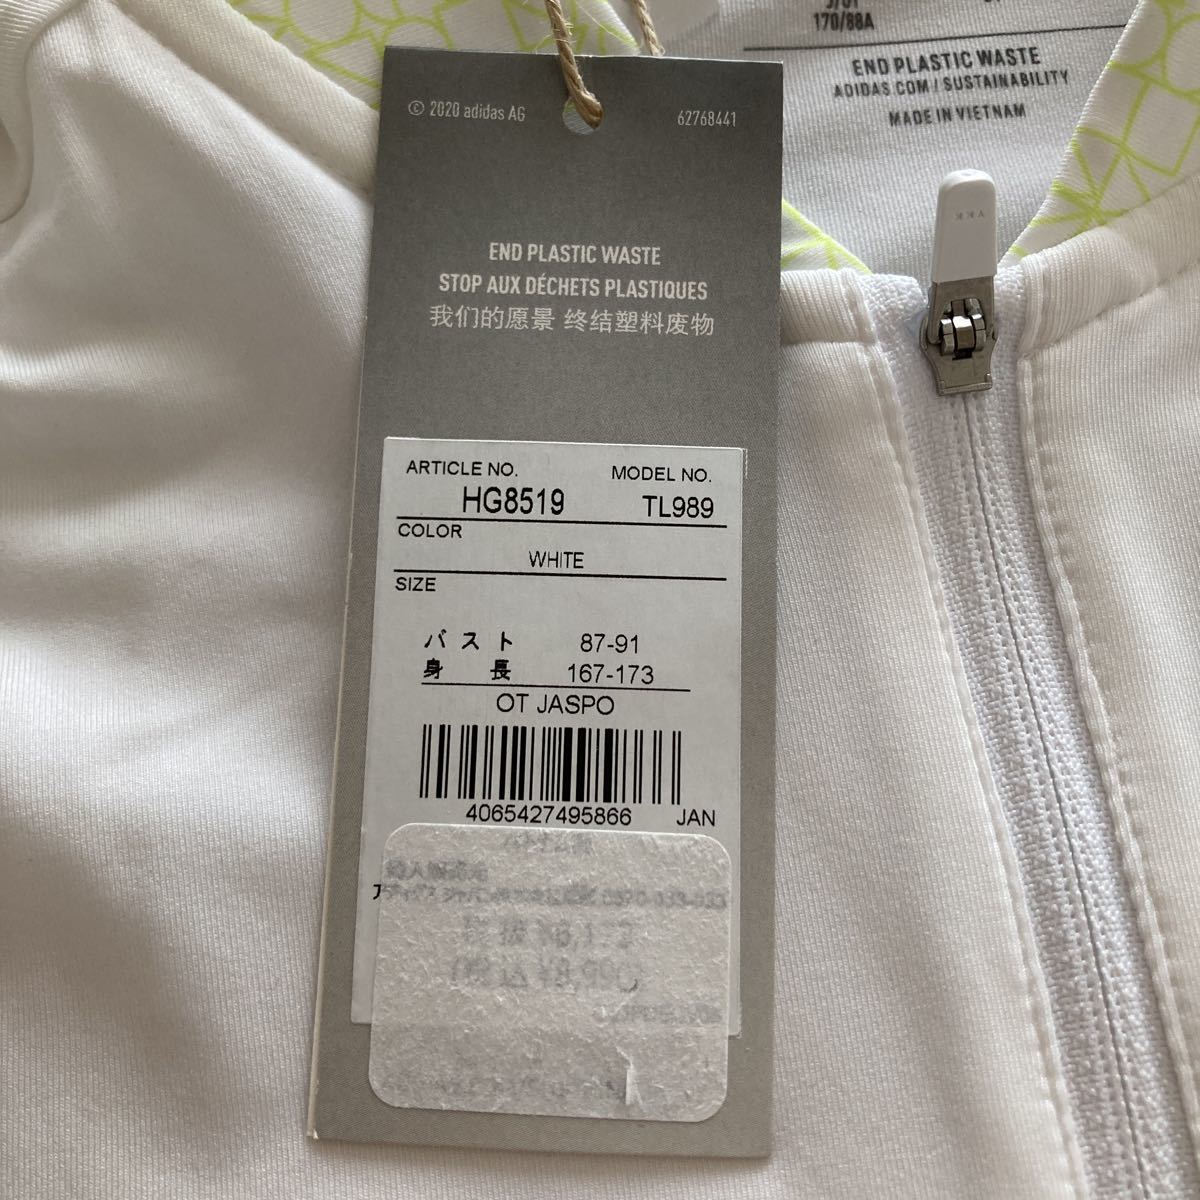 170/88A
END PLASTIC WASTE
ADIDAS.COM / SUSTAINABILITY
MADE IN VIETNAM
YKK
© 2020 adidas AG 62768441
END PLASTIC WASTE
STOP AUX DÉCHETS PLASTIQUES
我们的愿景 终结塑料废物
ARTICLE NO. MODEL NO.
HG8519 TL989
COLOR
WHITE
SIZE
バスト 87-91
身長 167-173
OT JASPO
4065427495866 JAN